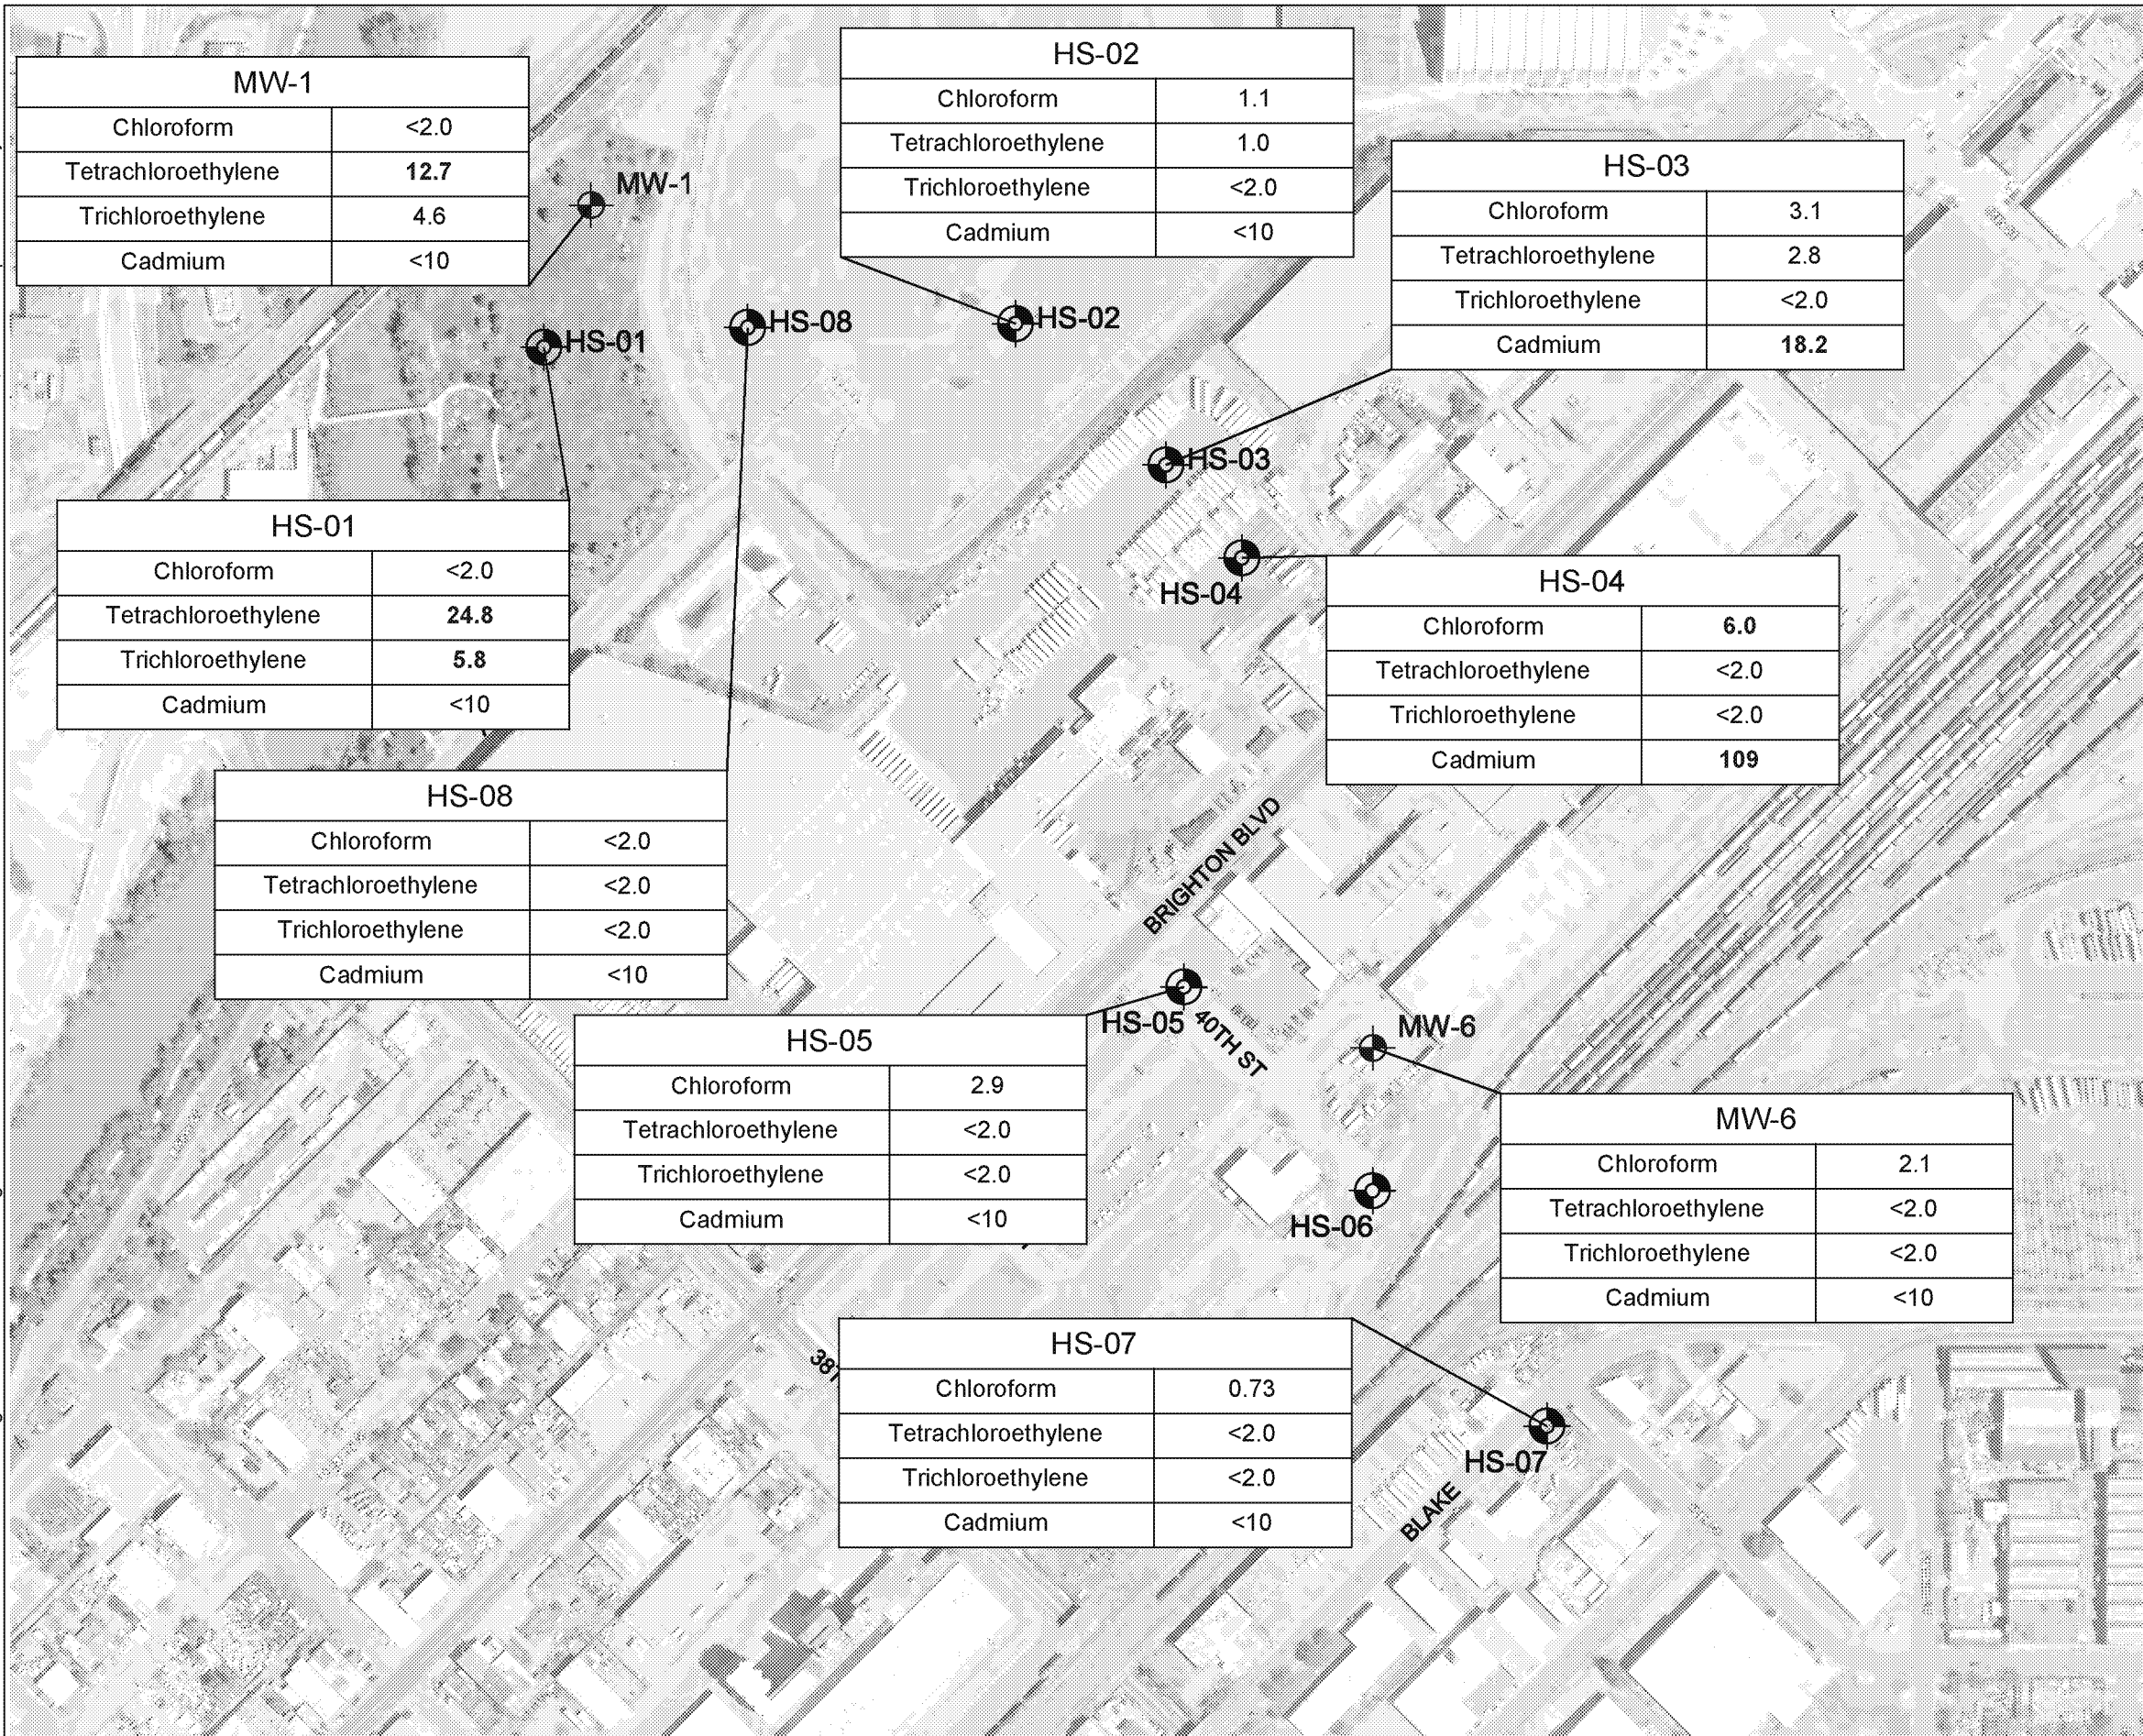 MW-1
Chloroform <2.0
Tetrachloroethylene 12.7
Trichloroethylene 4.6
Cadmium <10
HS-02
Chloroform 1.1
Tetrachloroethylene 1.0
Trichloroethylene <2.0
Cadmium <10
HS-03
Chloroform 3.1
Tetrachloroethylene 2.8
Trichloroethylene <2.0
Cadmium 18.2
MW-1
HS-01
HS-08
HS-02
HS-03
HS-04
HS-01
Chloroform <2.0
Tetrachloroethylene 24.8
Trichloroethylene 5.8
Cadmium <10
HS-04
Chloroform 6.0
Tetrachloroethylene <2.0
Trichloroethylene <2.0
Cadmium 109
HS-08
Chloroform <2.0
Tetrachloroethylene <2.0
Trichloroethylene <2.0
Cadmium <10
BRIGHTON BLVD
HS-05
40TH ST
MW-6
HS-05
Chloroform 2.9
Tetrachloroethylene <2.0
Trichloroethylene <2.0
Cadmium <10
MW-6
Chloroform 2.1
Tetrachloroethylene <2.0
Trichloroethylene <2.0
Cadmium <10
HS-06
38T
HS-07
Chloroform 0.73
Tetrachloroethylene <2.0
Trichloroethylene <2.0
Cadmium <10
HS-07
BLAKE